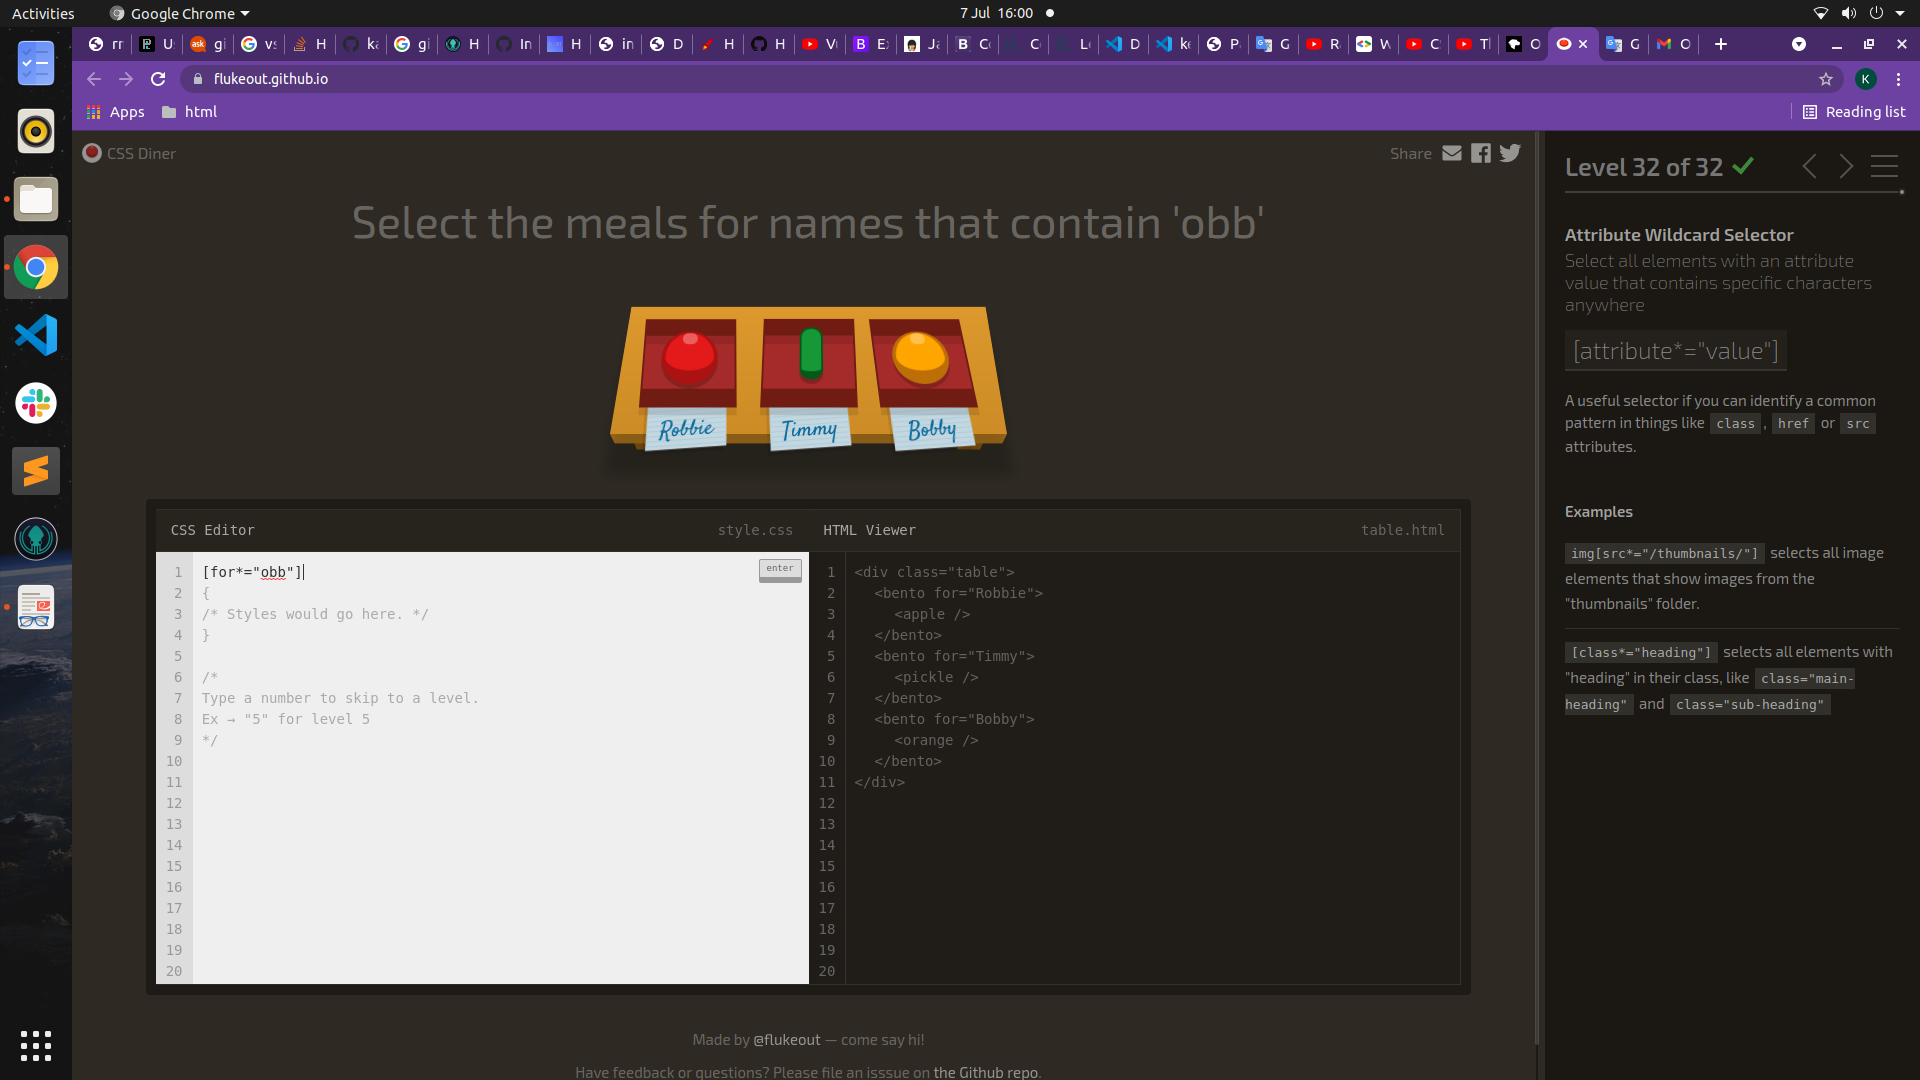 Activities
Google Chrome
7 Jul 16:00
flukeout.github.io
K
Apps
html
Reading list
CSS Diner
Share
Level 32 of 32
Select the meals for names that contain 'obb'
Robbie
Timmy
Bobby
Attribute Wildcard Selector
Select all elements with an attribute
value that contains specific characters
anywhere
[attribute*="value"]
A useful selector if you can identify a common
pattern in things like class , href or src
attributes.
Examples
img[src*="/thumbnails/"] selects all image
elements that show images from the
"thumbnails" folder.
[class*="heading"] selects all elements with
"heading" in their class, like class="main-
heading" and class="sub-heading"
CSS Editor
style.css
1 [for*="obb"]
enter
2 {
3 /* Styles would go here. */
4 }
5
6 /*
7 Type a number to skip to a level.
8 Ex → "5" for level 5
9 */
10
11
12
13
14
15
16
17
18
19
20
HTML Viewer
table.html
1 <div class="table">
2 <bento for="Robbie">
3 <apple />
4 </bento>
5 <bento for="Timmy">
6 <pickle />
7 </bento>
8 <bento for="Bobby">
9 <orange />
10 </bento>
11 </div>
12
13
14
15
16
17
18
19
20
Made by @flukeout — come say hi!
Have feedback or questions? Please file an isssue on the Github repo.